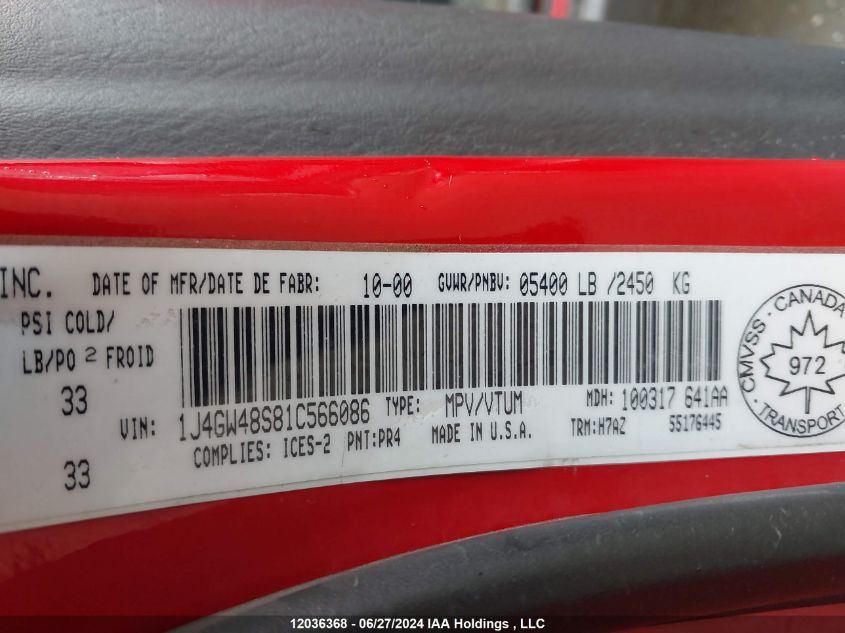 INC. DATE OF MFR/DATE DE FABR: 10-00 GVWR/PNBV: 05400 LB /2450 KG
PSI COLD/
LB/PO 2 FROID
33
33
VIN: 1J4GW48S81C566086 TYPE: MPV/VTUM MDH: 100317 641AA
COMPLIES: ICES-2 PNT:PR4 MADE IN U.S.A. TRM:H7AZ 55176445
CMVSS · CANADA · TRANSPORT
972
12036368 - 06/27/2024 IAA Holdings , LLC